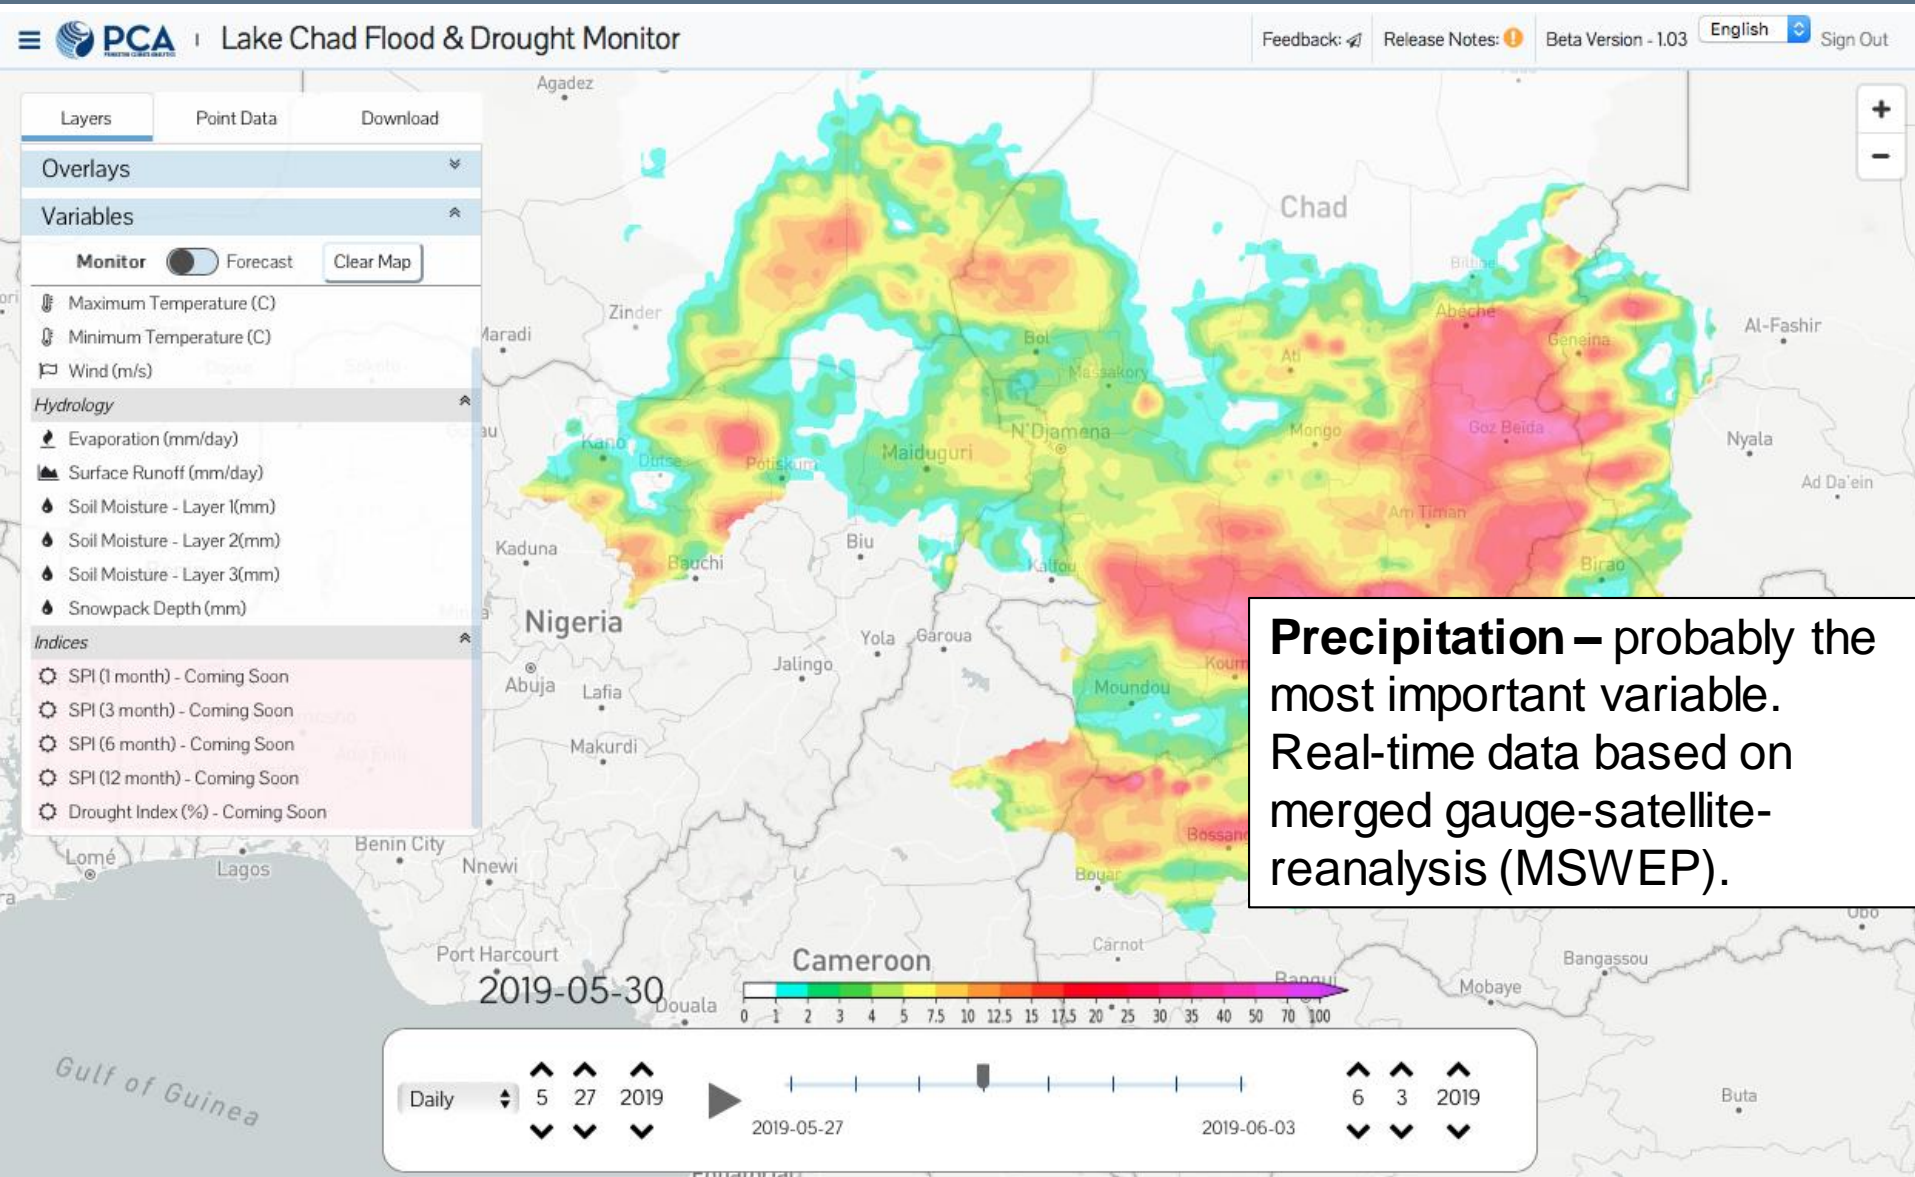 PCA
Lake Chad Flood & Drought Monitor
Feedback:
Release Notes:
Beta Version - 1.03
English
Sign Out
Layers
Point Data
Download
Overlays
Variables
Monitor
Forecast
Clear Map
Maximum Temperature (C)
Minimum Temperature (C)
Wind (m/s)
Hydrology
Evaporation (mm/day)
Surface Runoff (mm/day)
Soil Moisture - Layer 1(mm)
Soil Moisture - Layer 2(mm)
Soil Moisture - Layer 3(mm)
Snowpack Depth (mm)
Indices
SPI (1 month) - Coming Soon
SPI (3 month) - Coming Soon
SPI (6 month) - Coming Soon
SPI (12 month) - Coming Soon
Drought Index (%) - Coming Soon
Agadez
Chad
Biltine
Zinder
Maradi
Bol
Abéché
Geneina
Al-Fashir
Ati
Massakory
Kano
Dutse
Potiskum
Maiduguri
N'Djamena
Mongo
Goz Beïda
Nyala
Ad Da'ein
Am Timan
Kaduna
Bauchi
Biu
Kalfou
Birao
Nigeria
Yola
Garoua
Jalingo
Abuja
Lafia
Moundou
Makurdi
Precipitation – probably the
most important variable.
Real-time data based on
merged gauge-satellite-
reanalysis (MSWEP).
Benin City
Lomé
Lagos
Nnewi
Bouar
Obo
Port Harcourt
Cameroon
Carnot
Bangui
Bangassou
Mobaye
Douala
2019-05-30
0 1 2 3 4 5 7.5 10 12.5 15 17.5 20 25 30 35 40 50 70 100
Gulf of Guinea
Buta
Daily
5 27 2019
2019-05-27
2019-06-03
6 3 2019